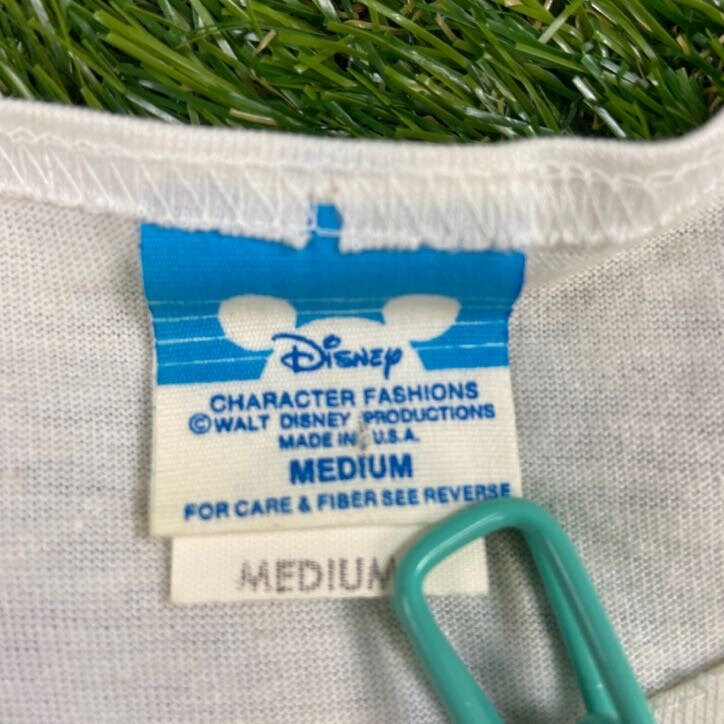 Disney
CHARACTER FASHIONS
©WALT DISNEY PRODUCTIONS
MADE IN U.S.A.
MEDIUM
FOR CARE & FIBER SEE REVERSE
MEDIUM